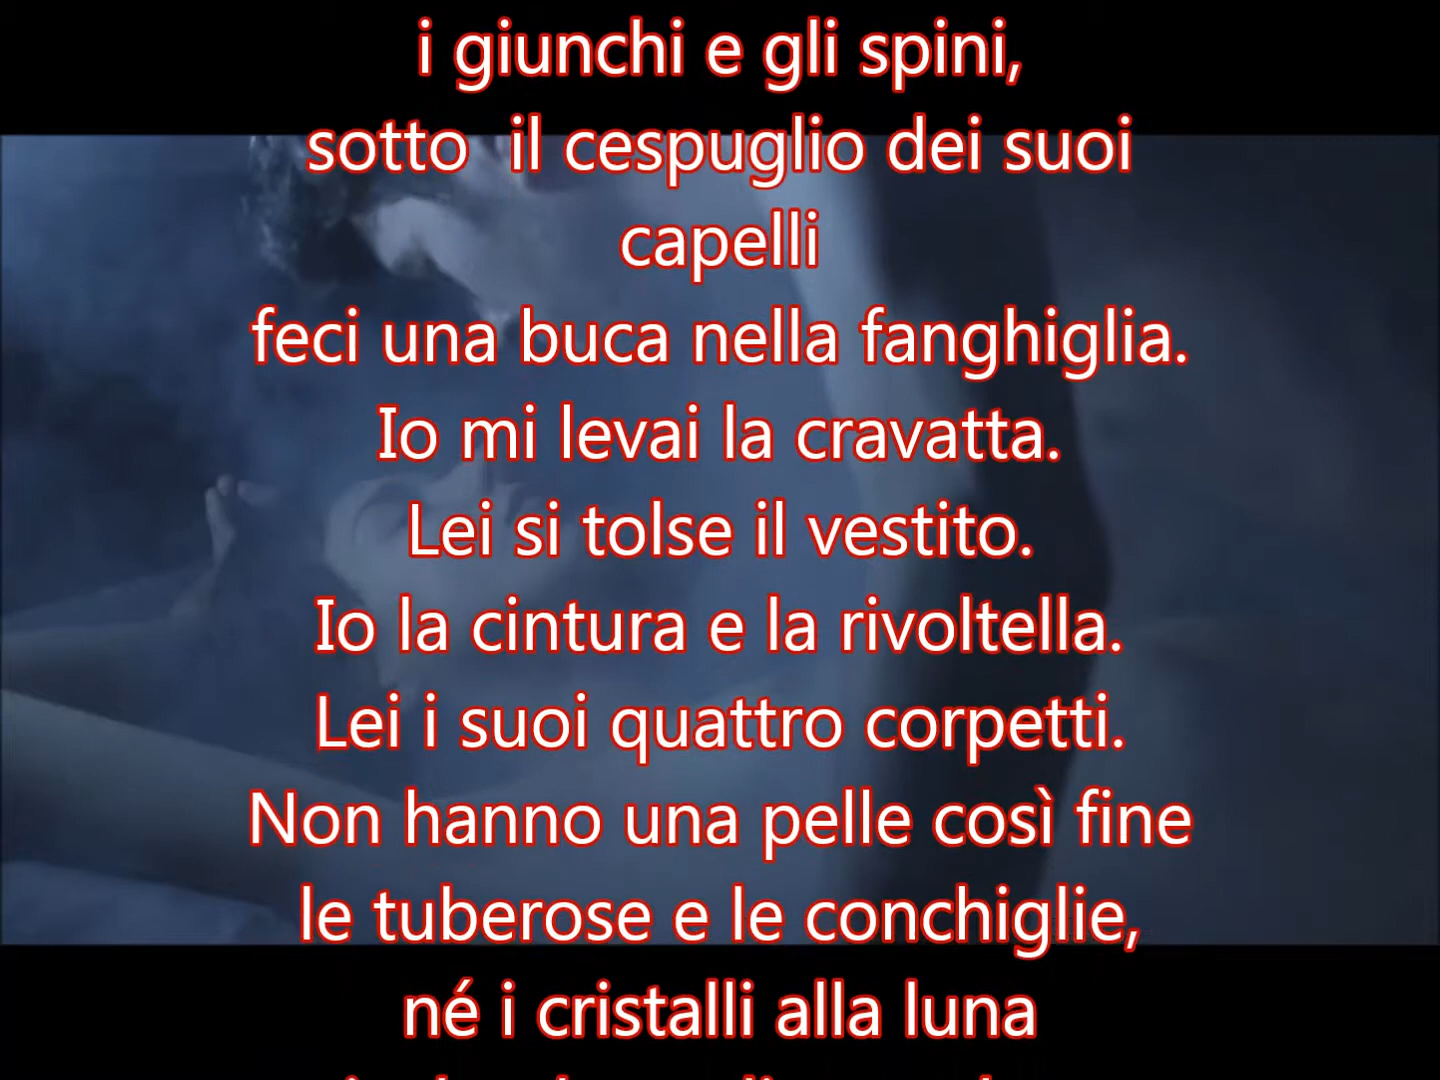 i giunchi e gli spini,
sotto il cespuglio dei suoi
capelli
feci una buca nella fanghiglia.
Io mi levai la cravatta.
Lei si tolse il vestito.
Io la cintura e la rivoltella.
Lei i suoi quattro corpetti.
Non hanno una pelle così fine
le tuberose e le conchiglie,
né i cristalli alla luna